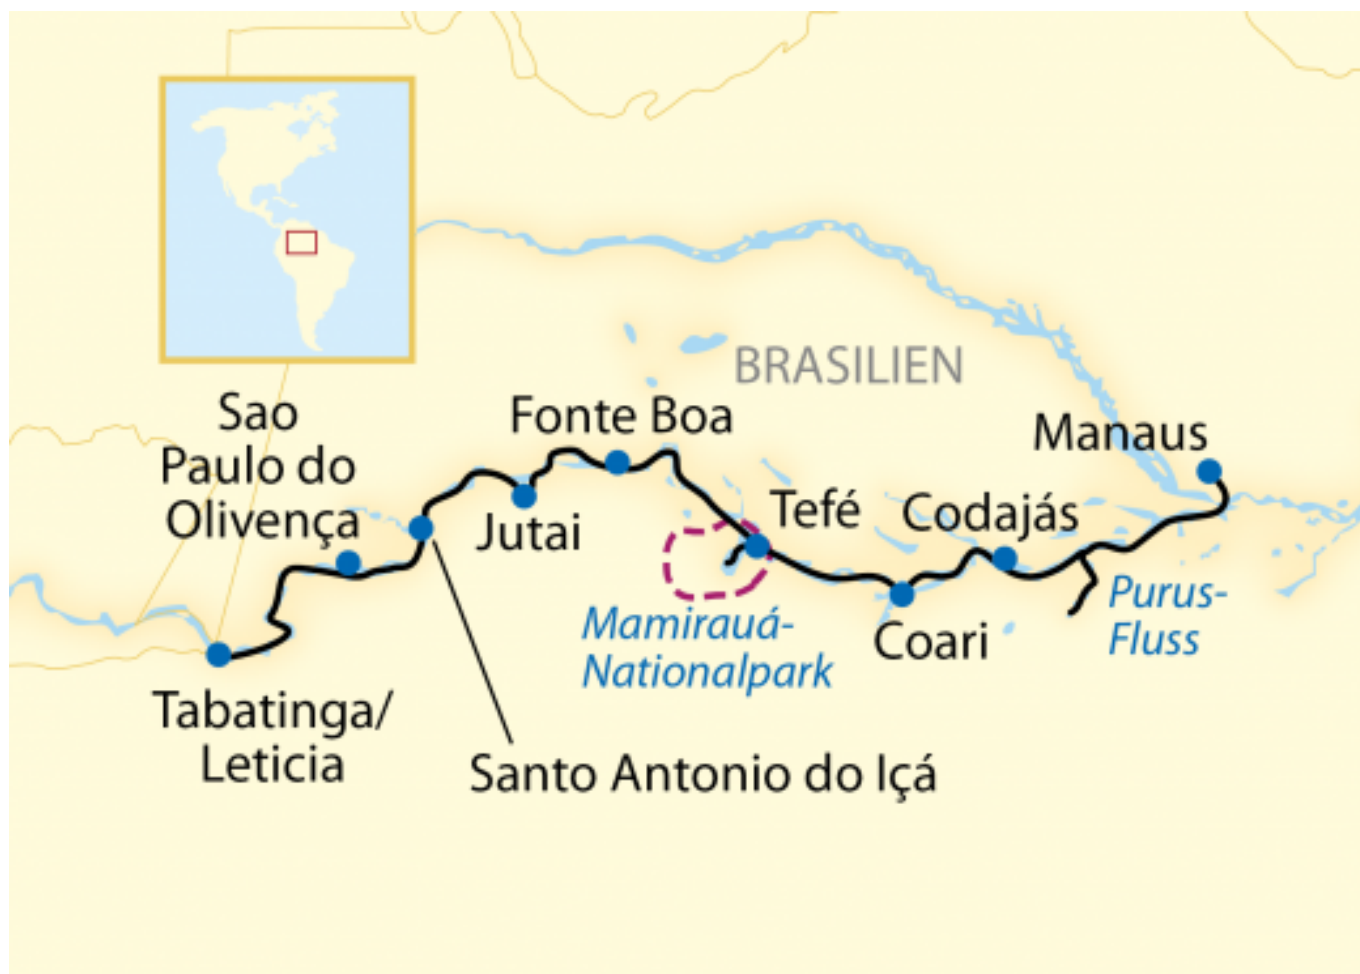 BRASILIEN
Sao
Paulo do
Olivença
Fonte Boa
Manaus
Jutai
Tefé
Codajás
Mamirauá-
Nationalpark
Coari
Purus-
Fluss
Tabatinga/
Leticia
Santo Antonio do Içá